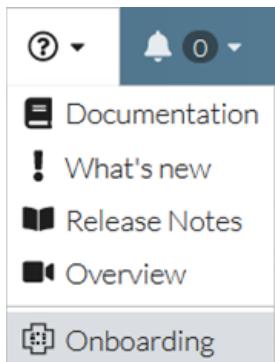 0
Documentation
What's new
Release Notes
Overview
Onboarding